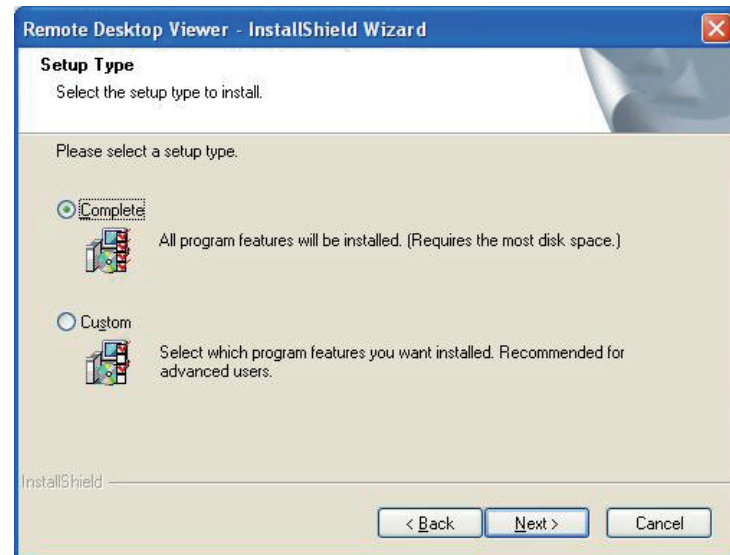 Remote Desktop Viewer - InstallShield Wizard
Setup Type
Select the setup type to install.
Please select a setup type.
Complete
All program features will be installed. (Requires the most disk space.)
Custom
Select which program features you want installed. Recommended for
advanced users.
InstallShield
< Back Next > Cancel